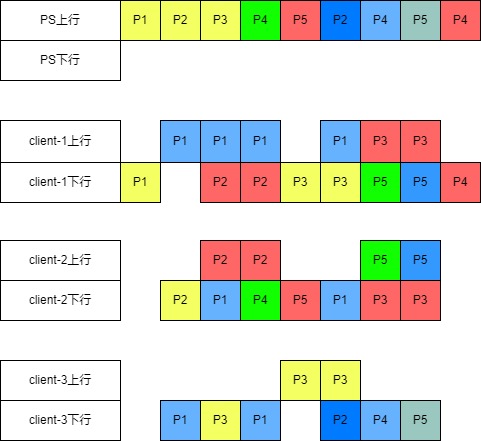 PS上行 P1 P2 P3 P4 P5 P2 P4 P5 P4
PS下行
client-1上行 P1 P1 P1 P1 P3 P3
client-1下行 P1 P2 P2 P3 P3 P5 P5 P4
client-2上行 P2 P2 P5 P5
client-2下行 P2 P1 P4 P5 P1 P3 P3
client-3上行 P3 P3
client-3下行 P1 P3 P1 P2 P4 P5